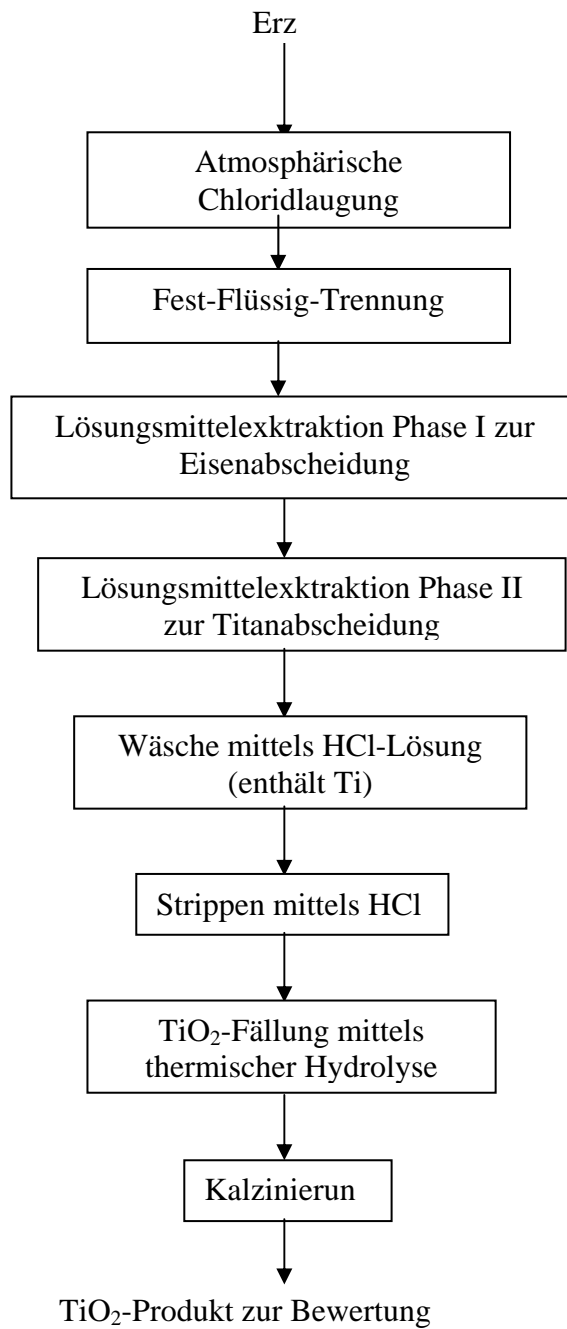 Erz
Atmosphärische
Chloridlaugung
Fest-Flüssig-Trennung
Lösungsmittelexktraktion Phase I zur
Eisenabscheidung
Lösungsmittelexktraktion Phase II
zur Titanabscheidung
Wäsche mittels HCl-Lösung
(enthält Ti)
Strippen mittels HCl
TiO₂-Fällung mittels
thermischer Hydrolyse
Kalzinierun
TiO₂-Produkt zur Bewertung